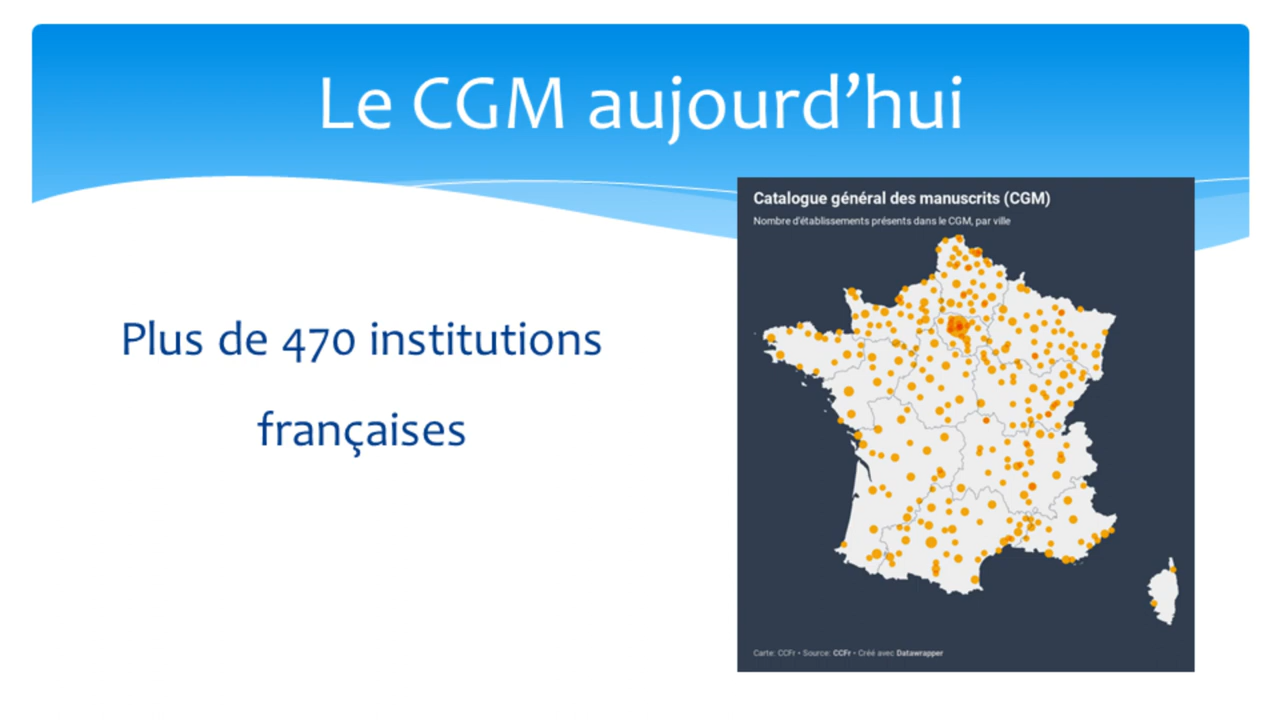 Le CGM aujourd’hui
Plus de 470 institutions
françaises
Catalogue général des manuscrits (CGM)
Nombre d'établissements présents dans le CGM, par ville
Carte: CCFr • Source: CCFr • Créé avec Datawrapper